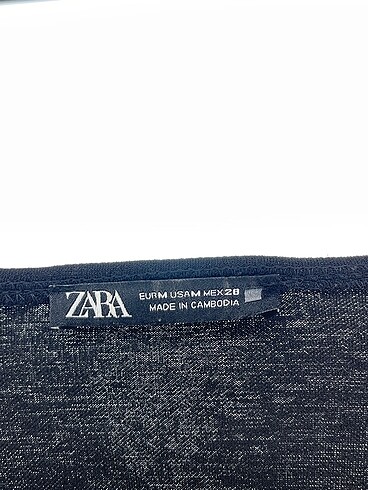 ZARA
EUR M USA M MEX 28
MADE IN CAMBODIA